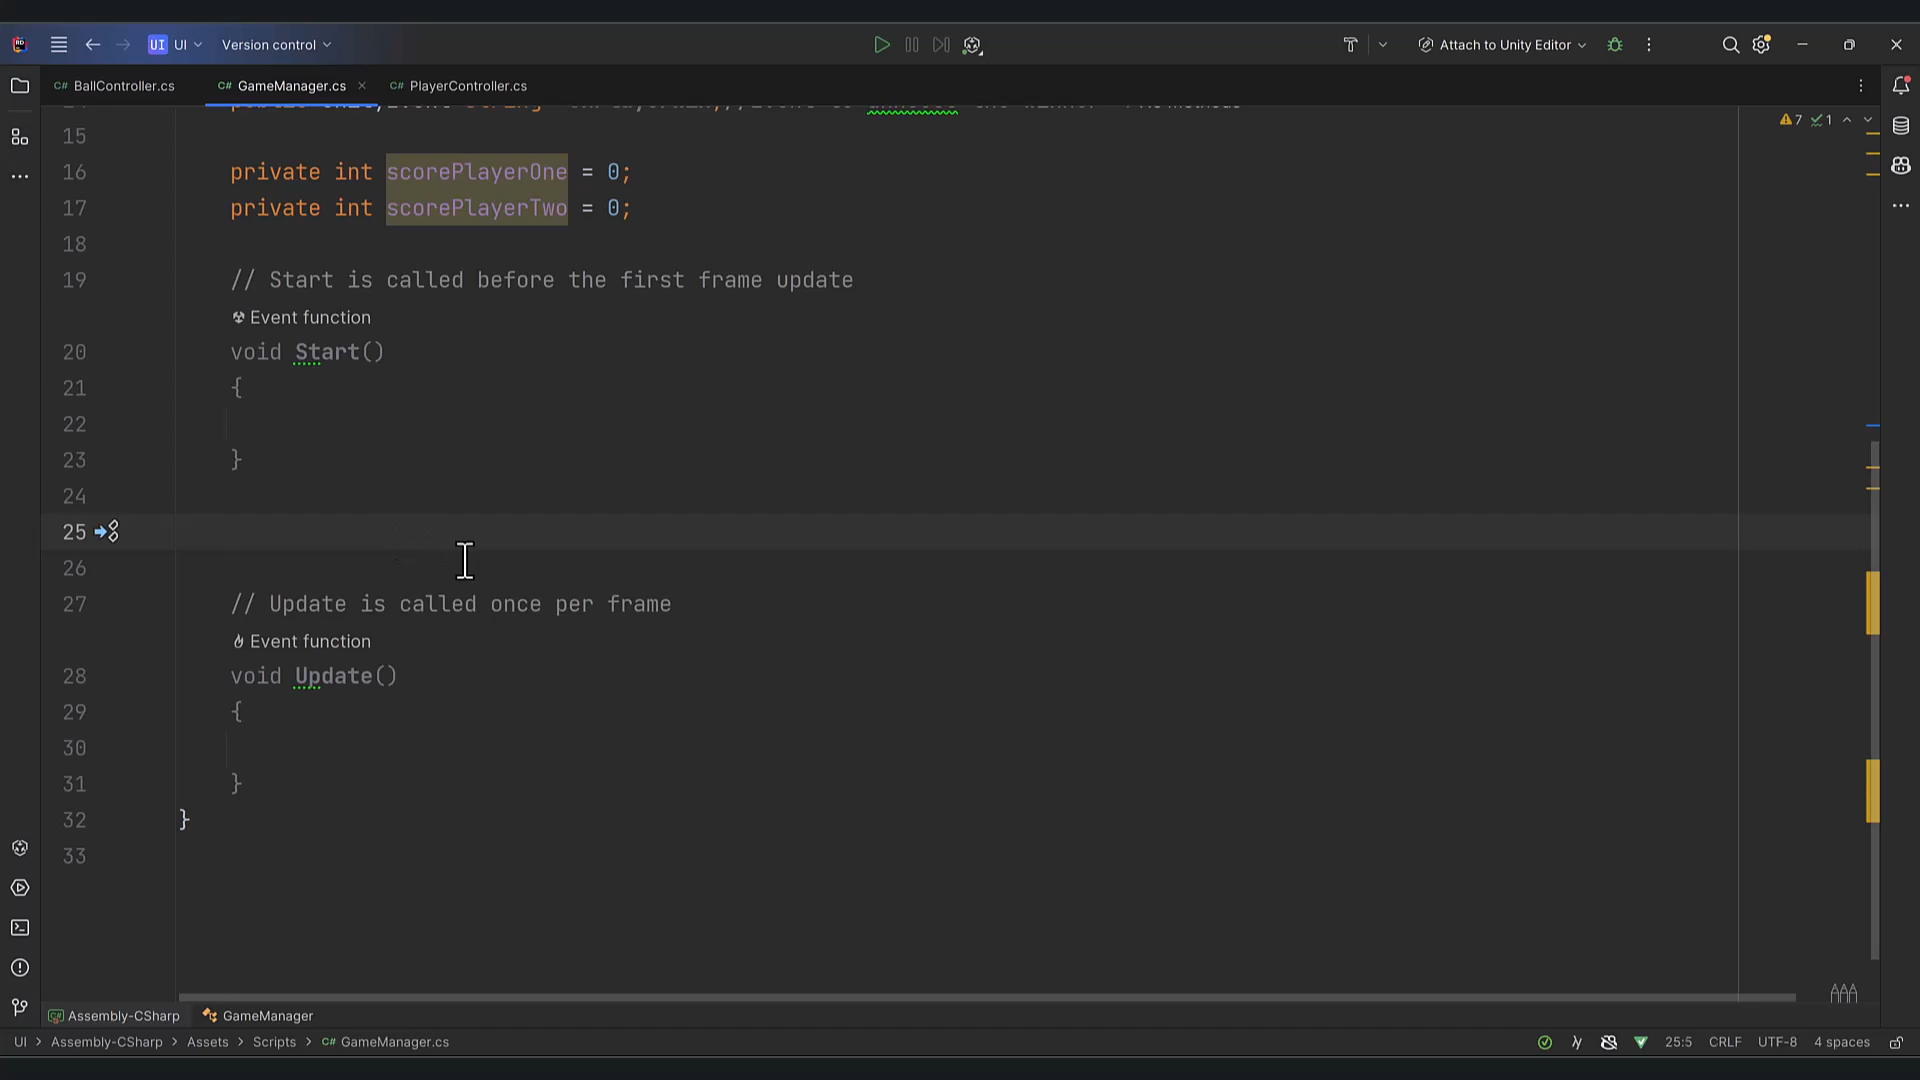 UI UI Version control Attach to Unity Editor
C# BallController.cs C# GameManager.cs C# PlayerController.cs
7 1
15
16 private int scorePlayerOne = 0;
17 private int scorePlayerTwo = 0;
18
19 // Start is called before the first frame update
Event function
20 void Start()
21 {
22
23 }
24
25
26
27 // Update is called once per frame
Event function
28 void Update()
29 {
30
31 }
32 }
33
C# Assembly-CSharp GameManager
UI > Assembly-CSharp > Assets > Scripts > C# GameManager.cs 25:5 CRLF UTF-8 4 spaces